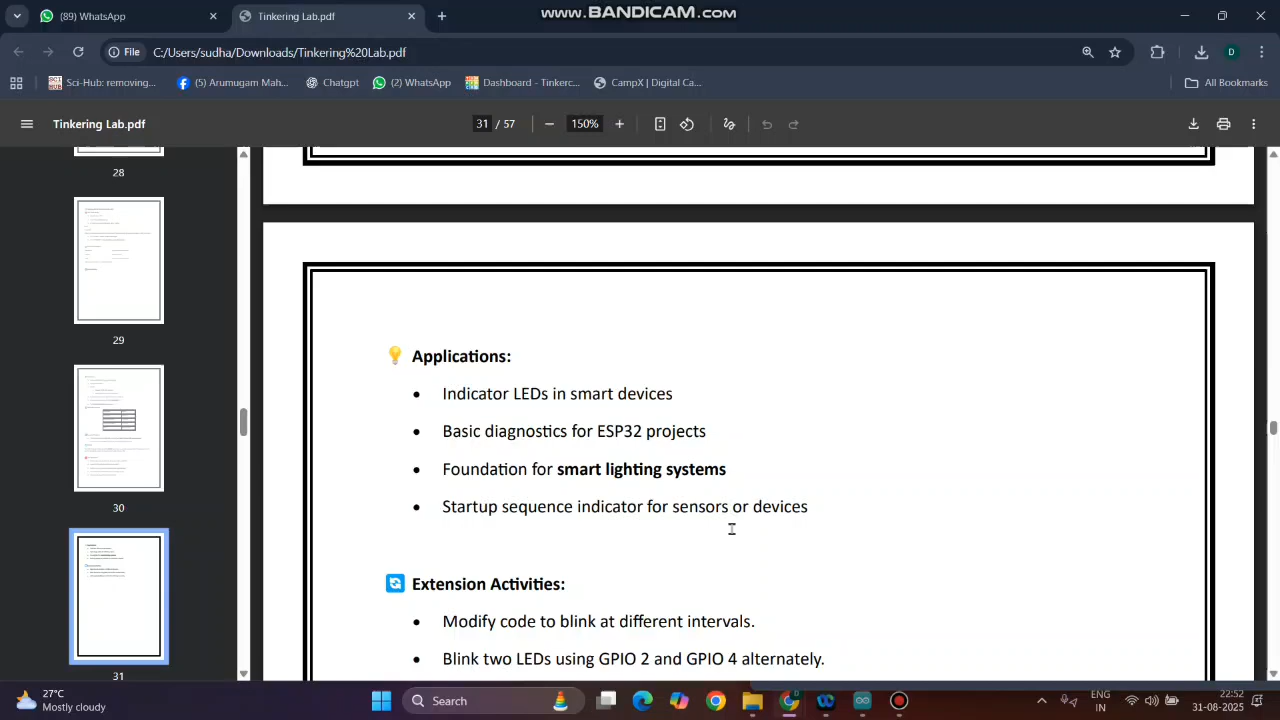 www.BANDICAM.com
(89) WhatsApp
Tinkering Lab.pdf
File
C:/Users/sudha/Downloads/Tinkering%20Lab.pdf
D
Sci-Hub: removing...
(5) Arumugam Mah...
Chatgpt
(2) WhatsApp
Dashboard - Tinkerc...
CampX | Digital Ca...
All Bookmarks
Tinkering Lab.pdf
31 / 57
150%
28
29
30
31
💡 Applications:
• Indicator LEDs in smart devices
• Basic diagnostics for ESP32 projects
• Foundation for smart lighting systems
• Startup sequence indicator for sensors or devices
🔄 Extension Activities:
• Modify code to blink at different intervals.
• Blink two LEDs using GPIO 2 and GPIO 4 alternately.
27°C
Mostly cloudy
Search
ENG
IN
22:52
31-08-2025